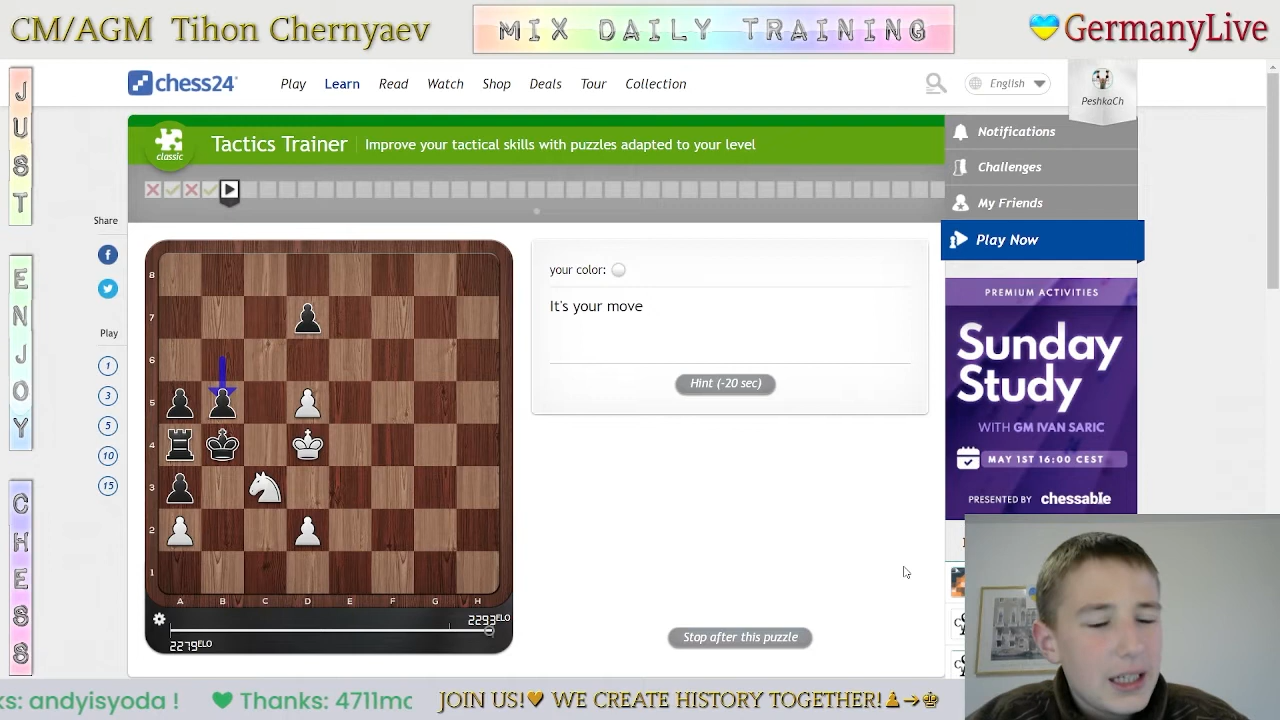 CM/AGM Tihon Chernyaev
MIX DAILY TRAINING
GermanyLive
JUST
ENJOY
CHESS
chess24
Play Learn Read Watch Shop Deals Tour Collection
English
PeshkaCh
classic
Tactics Trainer
Improve your tactical skills with puzzles adapted to your level
Notifications
Challenges
My Friends
Play Now
Share
Play
1
3
5
10
15
8
7
6
5
4
3
2
1
A B C D E F G H
2293ELO
2279ELO
your color:
It's your move
Hint (-20 sec)
Stop after this puzzle
PREMIUM ACTIVITIES
Sunday
Study
WITH GM IVAN SARIC
MAY 1ST 16:00 CEST
PRESENTED BY chessable
ks: andyisyoda ! Thanks: 4711mc
JOIN US! WE CREATE HISTORY TOGETHER!